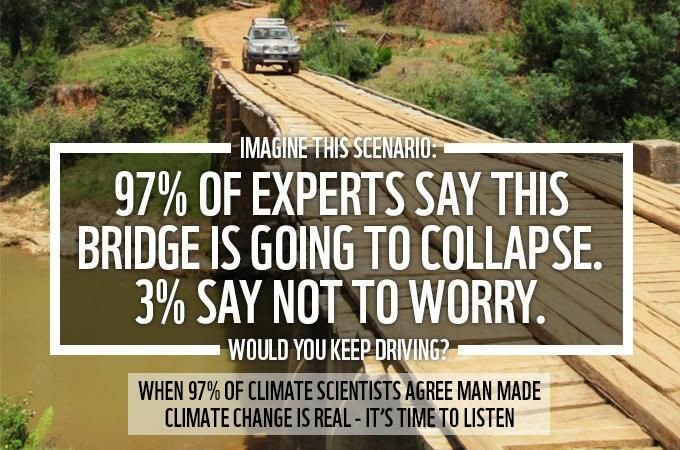 IMAGINE THIS SCENARIO:
97% OF EXPERTS SAY THIS
BRIDGE IS GOING TO COLLAPSE.
3% SAY NOT TO WORRY.
WOULD YOU KEEP DRIVING?
WHEN 97% OF CLIMATE SCIENTISTS AGREE MAN MADE
CLIMATE CHANGE IS REAL - IT'S TIME TO LISTEN